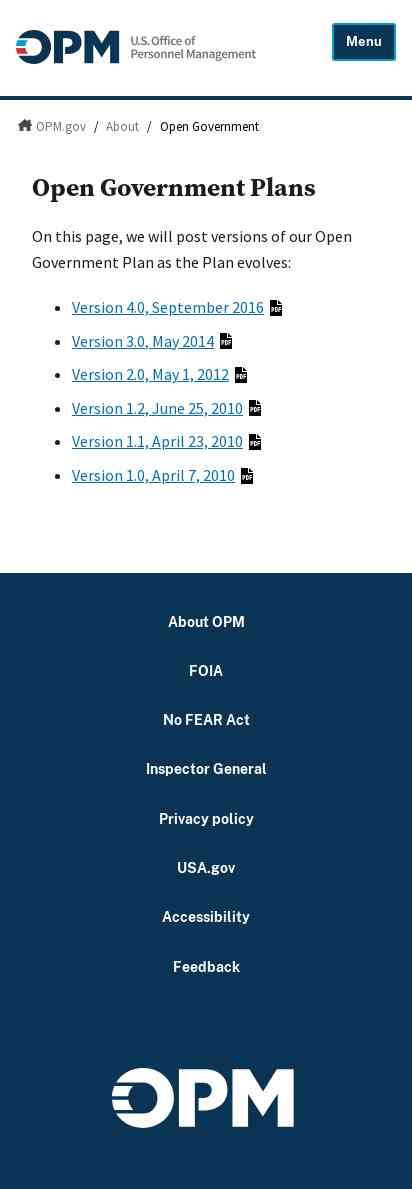 OPM
U.S. Office of
Personnel Management
Menu
OPM.gov / About / Open Government
Open Government Plans
On this page, we will post versions of our Open
Government Plan as the Plan evolves:
• Version 4.0, September 2016 PDF
• Version 3.0, May 2014 PDF
• Version 2.0, May 1, 2012 PDF
• Version 1.2, June 25, 2010 PDF
• Version 1.1, April 23, 2010 PDF
• Version 1.0, April 7, 2010 PDF
About OPM
FOIA
No FEAR Act
Inspector General
Privacy policy
USA.gov
Accessibility
Feedback
OPM